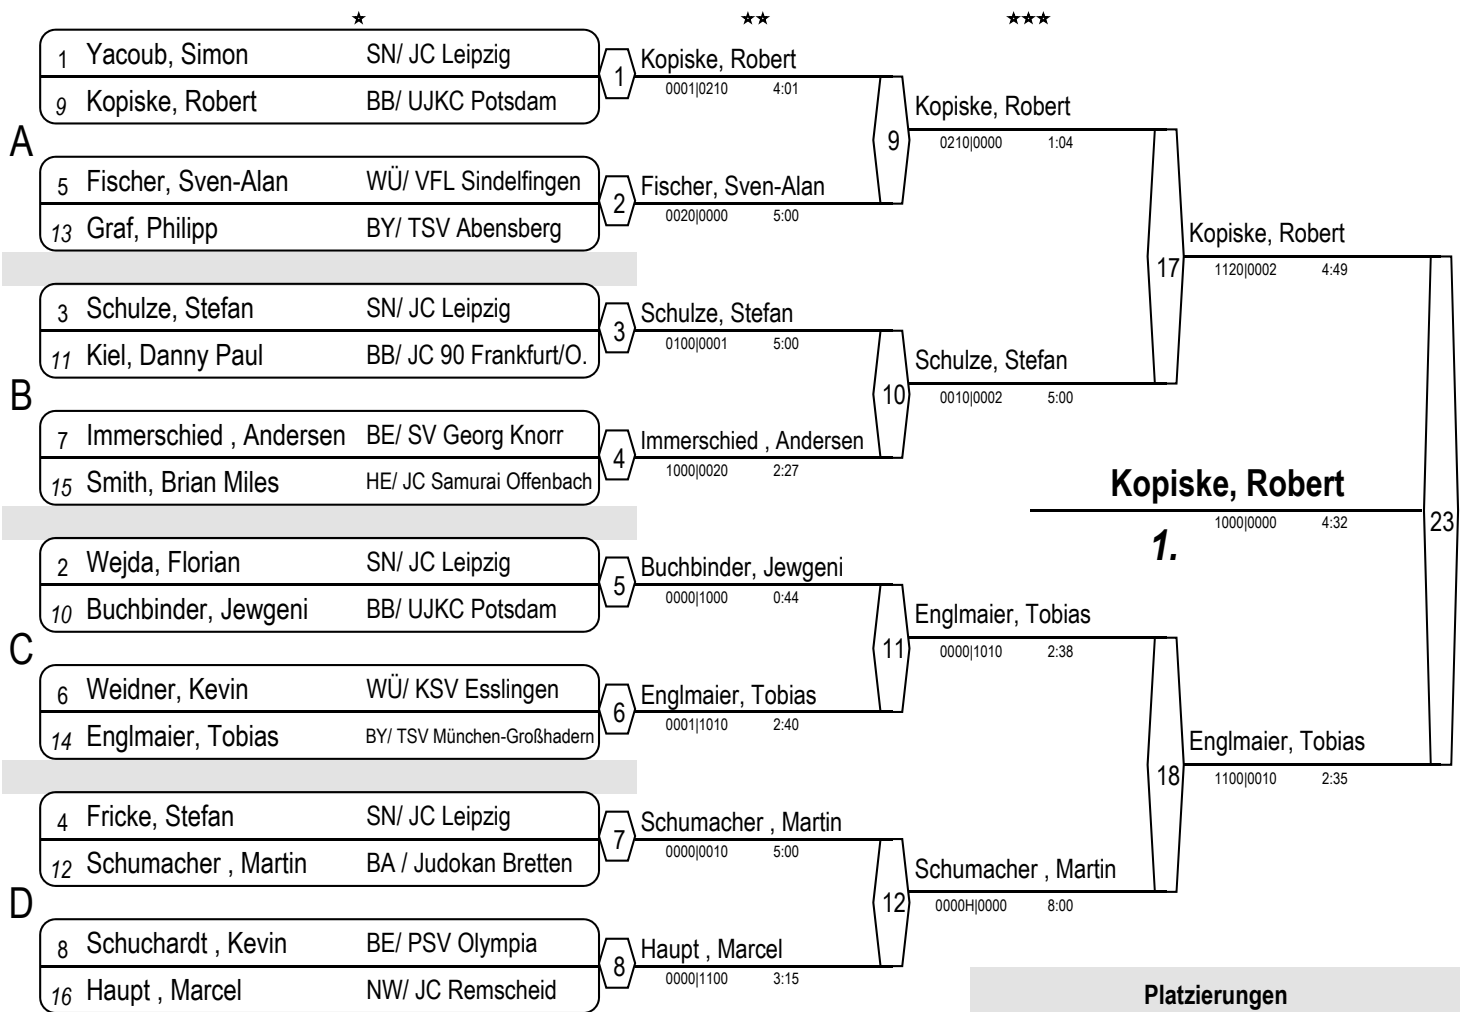 1 Yacoub, Simon SN/ JC Leipzig
9 Kopiske, Robert BB/ UJKC Potsdam
1 Kopiske, Robert
0001|0210 4:01
A
5 Fischer, Sven-Alan WÜ/ VFL Sindelfingen
13 Graf, Philipp BY/ TSV Abensberg
2 Fischer, Sven-Alan
0020|0000 5:00
9 Kopiske, Robert
0210|0000 1:04
3 Schulze, Stefan SN/ JC Leipzig
11 Kiel, Danny Paul BB/ JC 90 Frankfurt/O.
3 Schulze, Stefan
0100|0001 5:00
B
7 Immerschied , Andersen BE/ SV Georg Knorr
15 Smith, Brian Miles HE/ JC Samurai Offenbach
4 Immerschied , Andersen
1000|0020 2:27
10 Schulze, Stefan
0010|0002 5:00
17 Kopiske, Robert
1120|0002 4:49
2 Wejda, Florian SN/ JC Leipzig
10 Buchbinder, Jewgeni BB/ UJKC Potsdam
5 Buchbinder, Jewgeni
0000|1000 0:44
C
6 Weidner, Kevin WÜ/ KSV Esslingen
14 Englmaier, Tobias BY/ TSV München-Großhadern
6 Englmaier, Tobias
0001|1010 2:40
11 Englmaier, Tobias
0000|1010 2:38
4 Fricke, Stefan SN/ JC Leipzig
12 Schumacher , Martin BA / Judokan Bretten
7 Schumacher , Martin
0000|0010 5:00
D
8 Schuchardt , Kevin BE/ PSV Olympia
16 Haupt , Marcel NW/ JC Remscheid
8 Haupt , Marcel
0000|1100 3:15
12 Schumacher , Martin
0000H|0000 8:00
18 Englmaier, Tobias
1100|0010 2:35
23 Kopiske, Robert
1000|0000 4:32
1.
Platzierungen